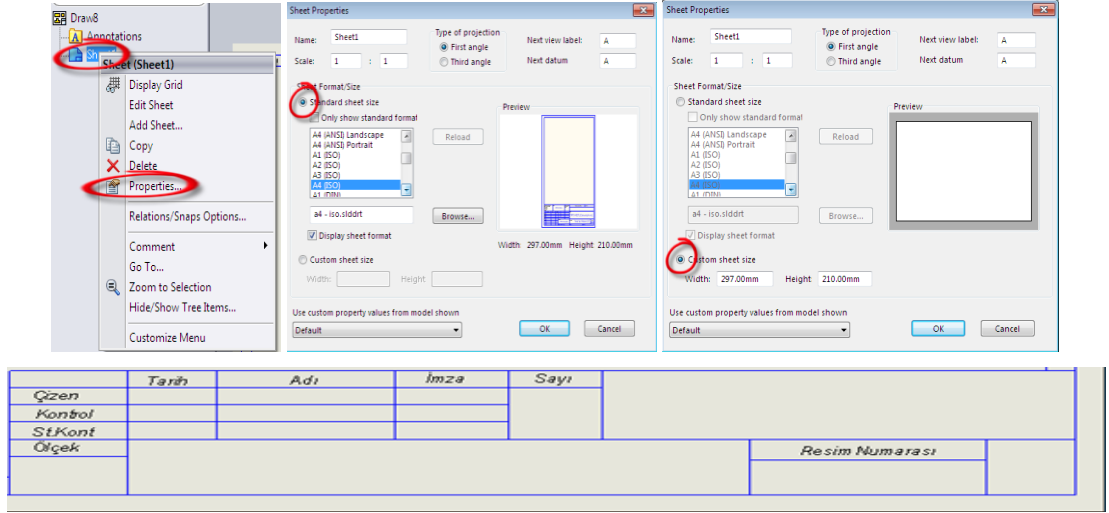 Draw8
Annotations
Sheet (Sheet1)
Display Grid
Edit Sheet
Add Sheet...
Copy
Delete
Properties...
Relations/Snaps Options...
Comment
Go To...
Zoom to Selection
Hide/Show Tree Items...
Customize Menu
Sheet Properties
Name: Sheet1
Scale: 1 : 1
Type of projection
First angle
Third angle
Next view label: A
Next datum A
Sheet Format/Size
Standard sheet size
Only show standard format
A4 (ANSI) Landscape
A4 (ANSI) Portrait
A1 (ISO)
A2 (ISO)
A3 (ISO)
A4 (ISO)
A1 (DIN)
Reload
a4 - iso.slddrt
Browse...
Display sheet format
Custom sheet size
Width: Height
Preview
Width 297.00mm Height 210.00mm
Use custom property values from model shown
Default
OK
Cancel
Sheet Properties
Name: Sheet1
Scale: 1 : 1
Type of projection
First angle
Third angle
Next view label: A
Next datum A
Sheet Format/Size
Standard sheet size
Only show standard format
A4 (ANSI) Landscape
A4 (ANSI) Portrait
A1 (ISO)
A2 (ISO)
A3 (ISO)
A4 (ISO)
A1 (DIN)
Reload
a4 - iso.slddrt
Browse...
Display sheet format
Custom sheet size
Width: 297.00mm Height 210.00mm
Preview
Use custom property values from model shown
Default
OK
Cancel
Tarih Adı İmza Sayı
Çizen
Kontrol
St.Kont
Ölçek
Resim Numarası